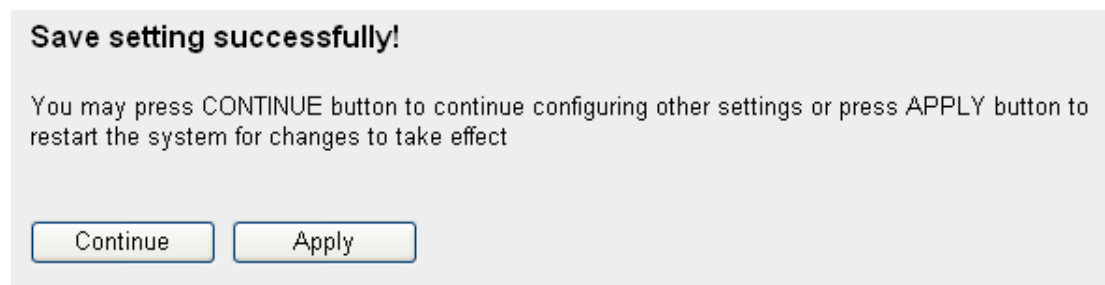 Save setting successfully!
You may press CONTINUE button to continue configuring other settings or press APPLY button to
restart the system for changes to take effect
Continue Apply